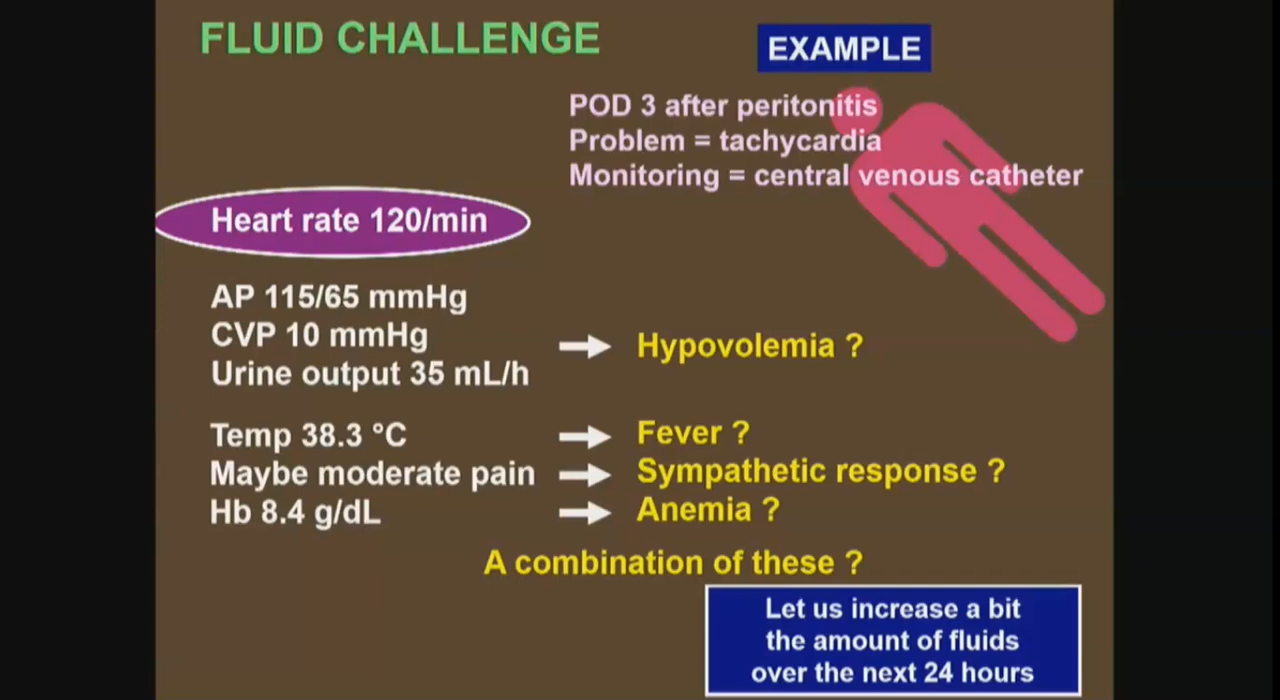 FLUID CHALLENGE
EXAMPLE
POD 3 after peritonitis
Problem = tachycardia
Monitoring = central venous catheter
Heart rate 120/min
AP 115/65 mmHg
CVP 10 mmHg
Urine output 35 mL/h
Hypovolemia ?
Temp 38.3 °C
Fever ?
Maybe moderate pain
Sympathetic response ?
Hb 8.4 g/dL
Anemia ?
A combination of these ?
Let us increase a bit
the amount of fluids
over the next 24 hours